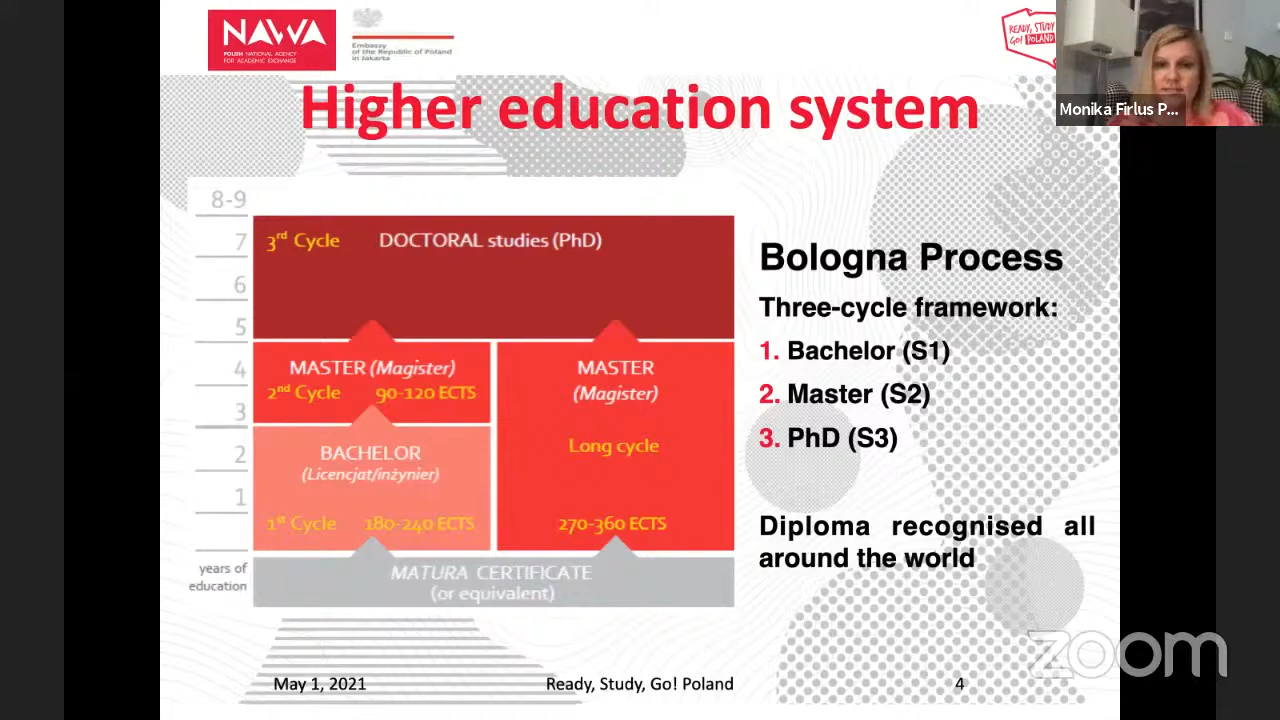 NAWA
POLISH NATIONAL AGENCY
FOR ACADEMIC EXCHANGE
Embassy
of the Republic of Poland
in Jakarta
READY, STUDY
GO! POLAND
Monika Firlus P...
Higher education system
8-9
7
6
5
4
3
2
1
years of
education
3rd Cycle DOCTORAL studies (PhD)
MASTER (Magister)
2nd Cycle 90-120 ECTS
BACHELOR
(Licencjat/inżynier)
1st Cycle 180-240 ECTS
MASTER
(Magister)
Long cycle
270-360 ECTS
MATURA CERTIFICATE
(or equivalent)
Bologna Process
Three-cycle framework:
1. Bachelor (S1)
2. Master (S2)
3. PhD (S3)
Diploma recognised all
around the world
zoom
May 1, 2021
Ready, Study, Go! Poland
4